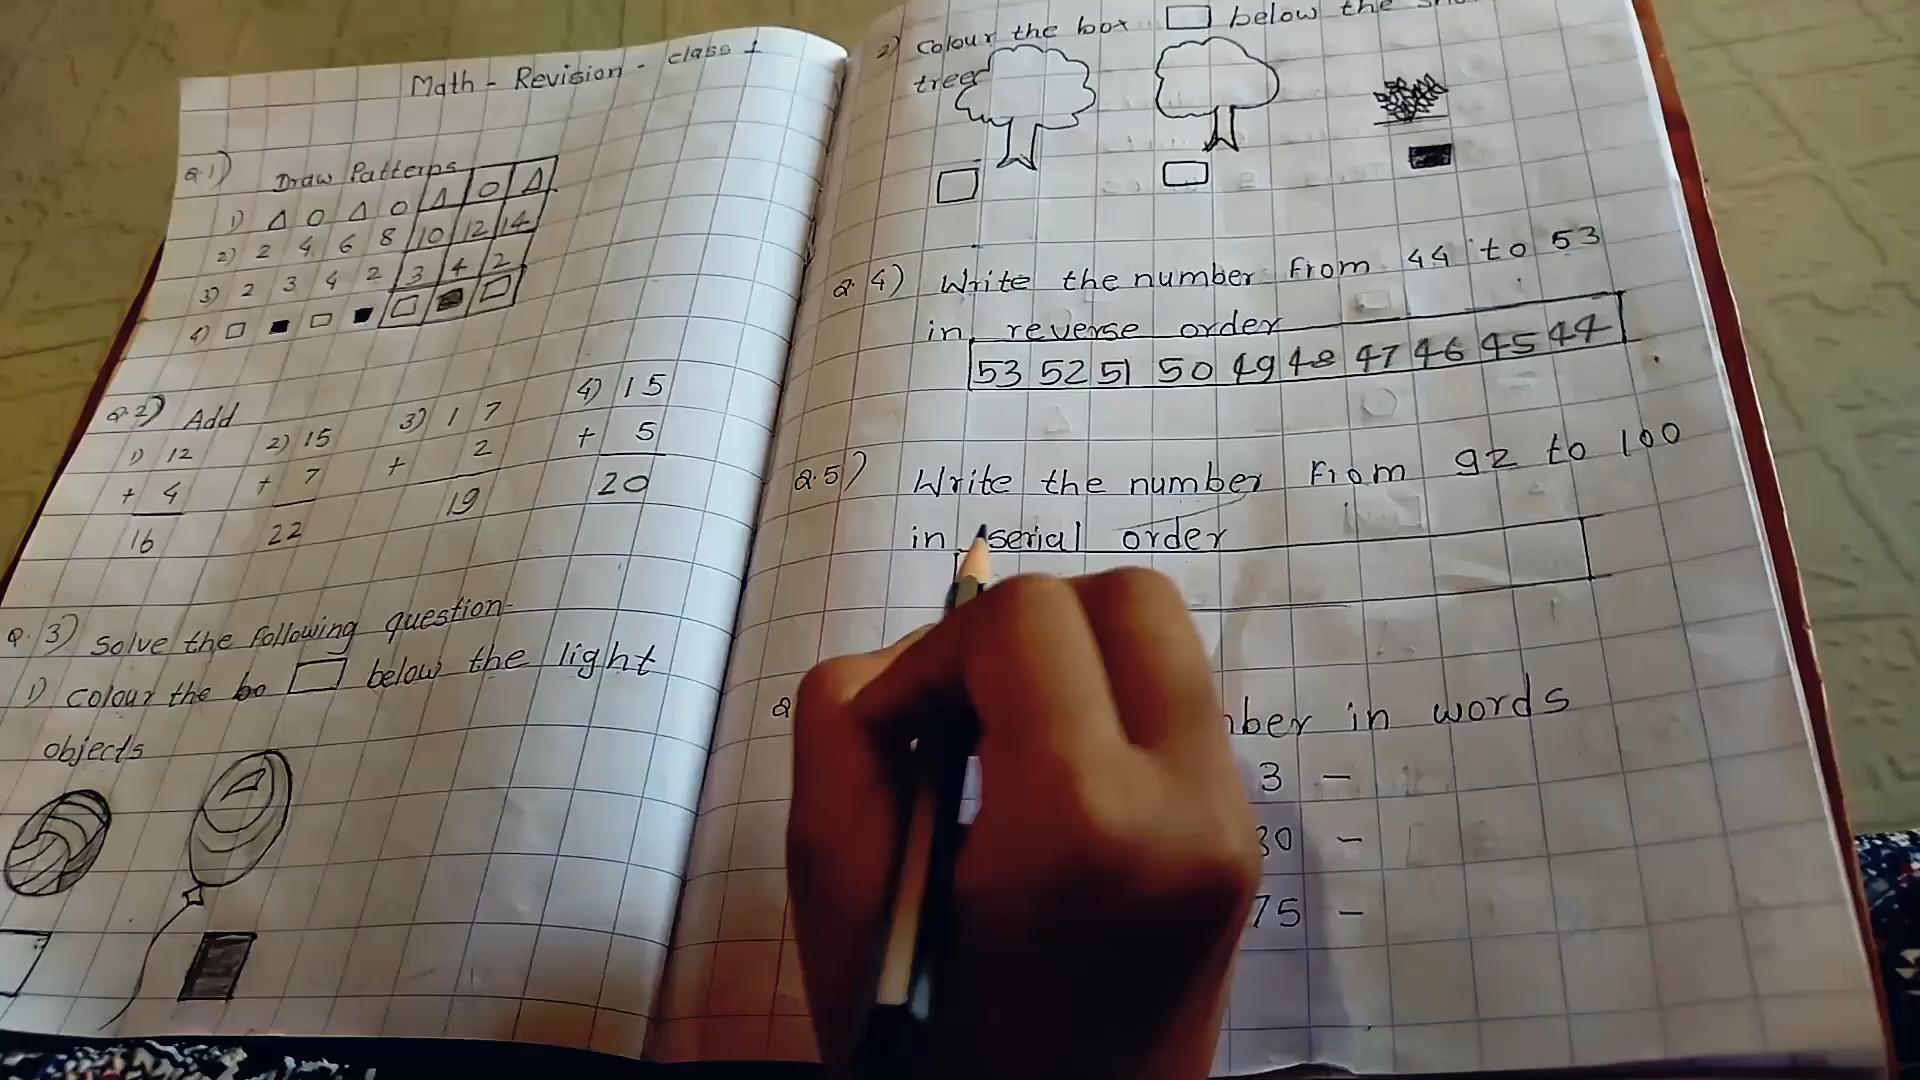 Math - Revision - class 1
Q.1) Draw Patterns
1) Δ O Δ O Δ O Δ
2) 2 4 6 8 10 12 14
3) 2 3 4 2 3 4 2
4)
Q.2) Add
1) 12 2) 15 3) 17 4) 15
+ 4 + 7 + 2 + 5
16 22 19 20
Q.3) Solve the following question-
1) colour the bo below the light
objects
2) Colour the box below the
tree
Q.4) Write the number From 44 to 53
in reverse order
53 52 51 50 49 48 47 46 45 44
Q.5) Write the number From 92 to 100
in serial order
Q in words
3 -
30 -
75 -